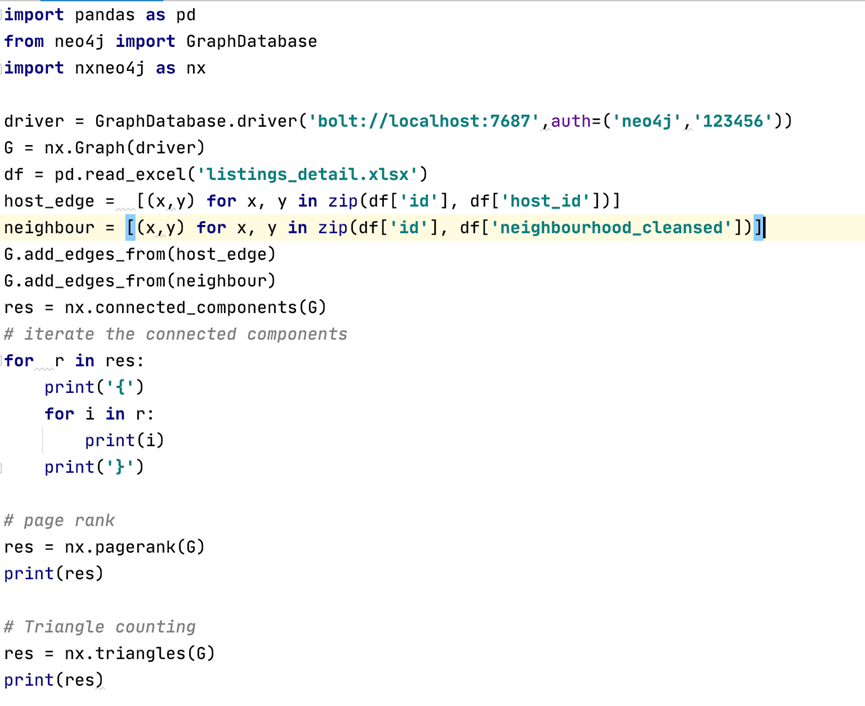 import pandas as pd
from neo4j import GraphDatabase
import nxneo4j as nx

driver = GraphDatabase.driver('bolt://localhost:7687',auth=('neo4j','123456'))
G = nx.Graph(driver)
df = pd.read_excel('listings_detail.xlsx')
host_edge =  [(x,y) for x, y in zip(df['id'], df['host_id'])]
neighbour = [(x,y) for x, y in zip(df['id'], df['neighbourhood_cleansed'])]
G.add_edges_from(host_edge)
G.add_edges_from(neighbour)
res = nx.connected_components(G)
# iterate the connected components
for  r in res:
    print('{')
    for i in r:
        print(i)
    print('}')

# page rank
res = nx.pagerank(G)
print(res)

# Triangle counting
res = nx.triangles(G)
print(res)